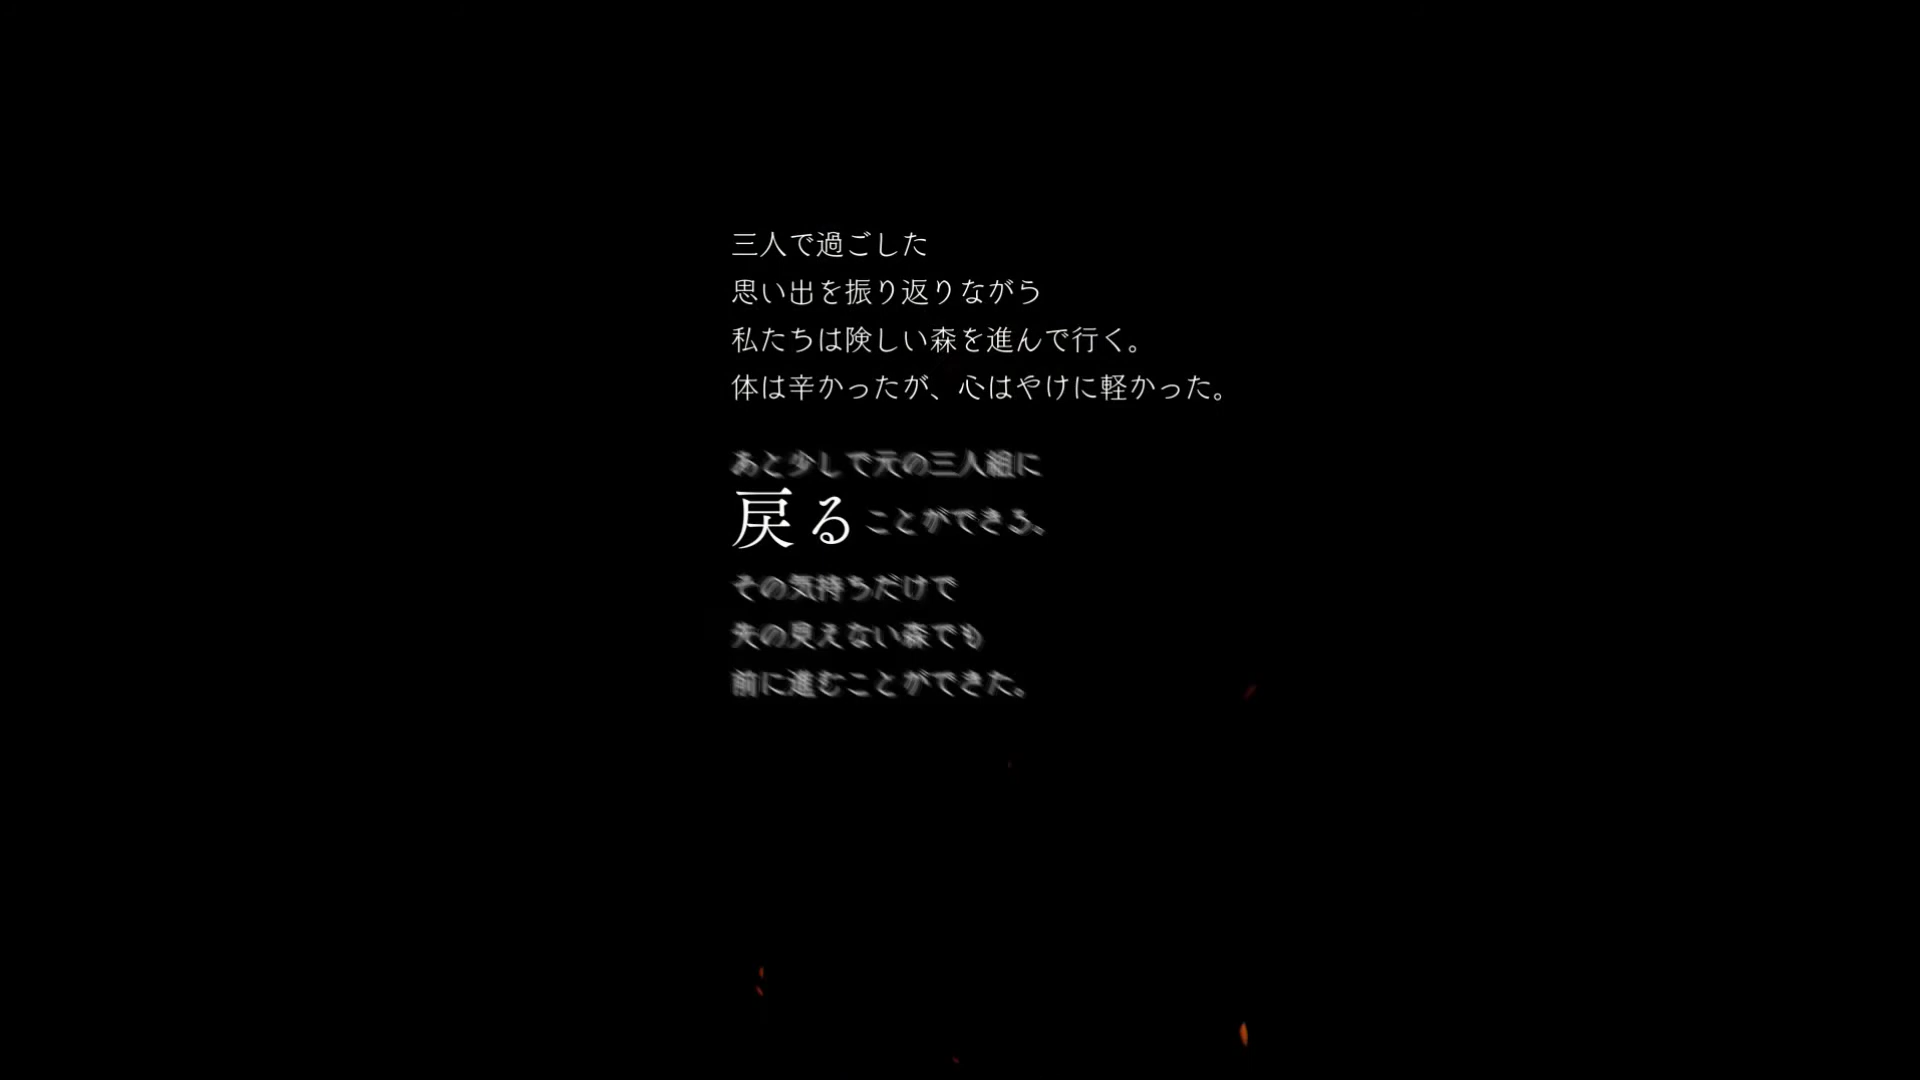 三人で過ごした
思い出を振り返りながら
私たちは険しい森を進んで行く。
体は辛かったが、心はやけに軽かった。
あと少しで元の三人組に
戻ることができる。
その気持ちだけで
先の見えない森でも
前に進むことができた。